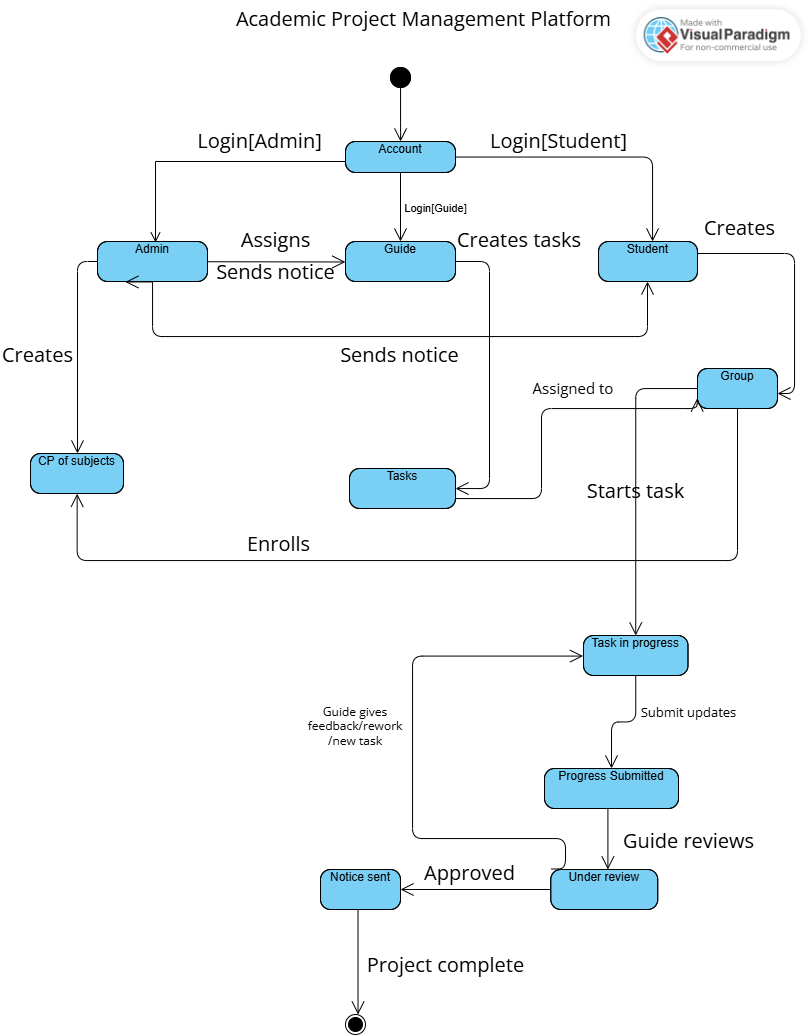 Academic Project Management Platform
Made with
VisualParadigm
For non-commercial use
Login[Admin]
Account
Login[Student]
Login[Guide]
Admin
Assigns
Sends notice
Guide
Creates tasks
Student
Creates
Creates
Sends notice
Group
Assigned to
CP of subjects
Tasks
Starts task
Enrolls
Task in progress
Guide gives
feedback/rework
/new task
Submit updates
Progress Submitted
Guide reviews
Notice sent
Approved
Under review
Project complete